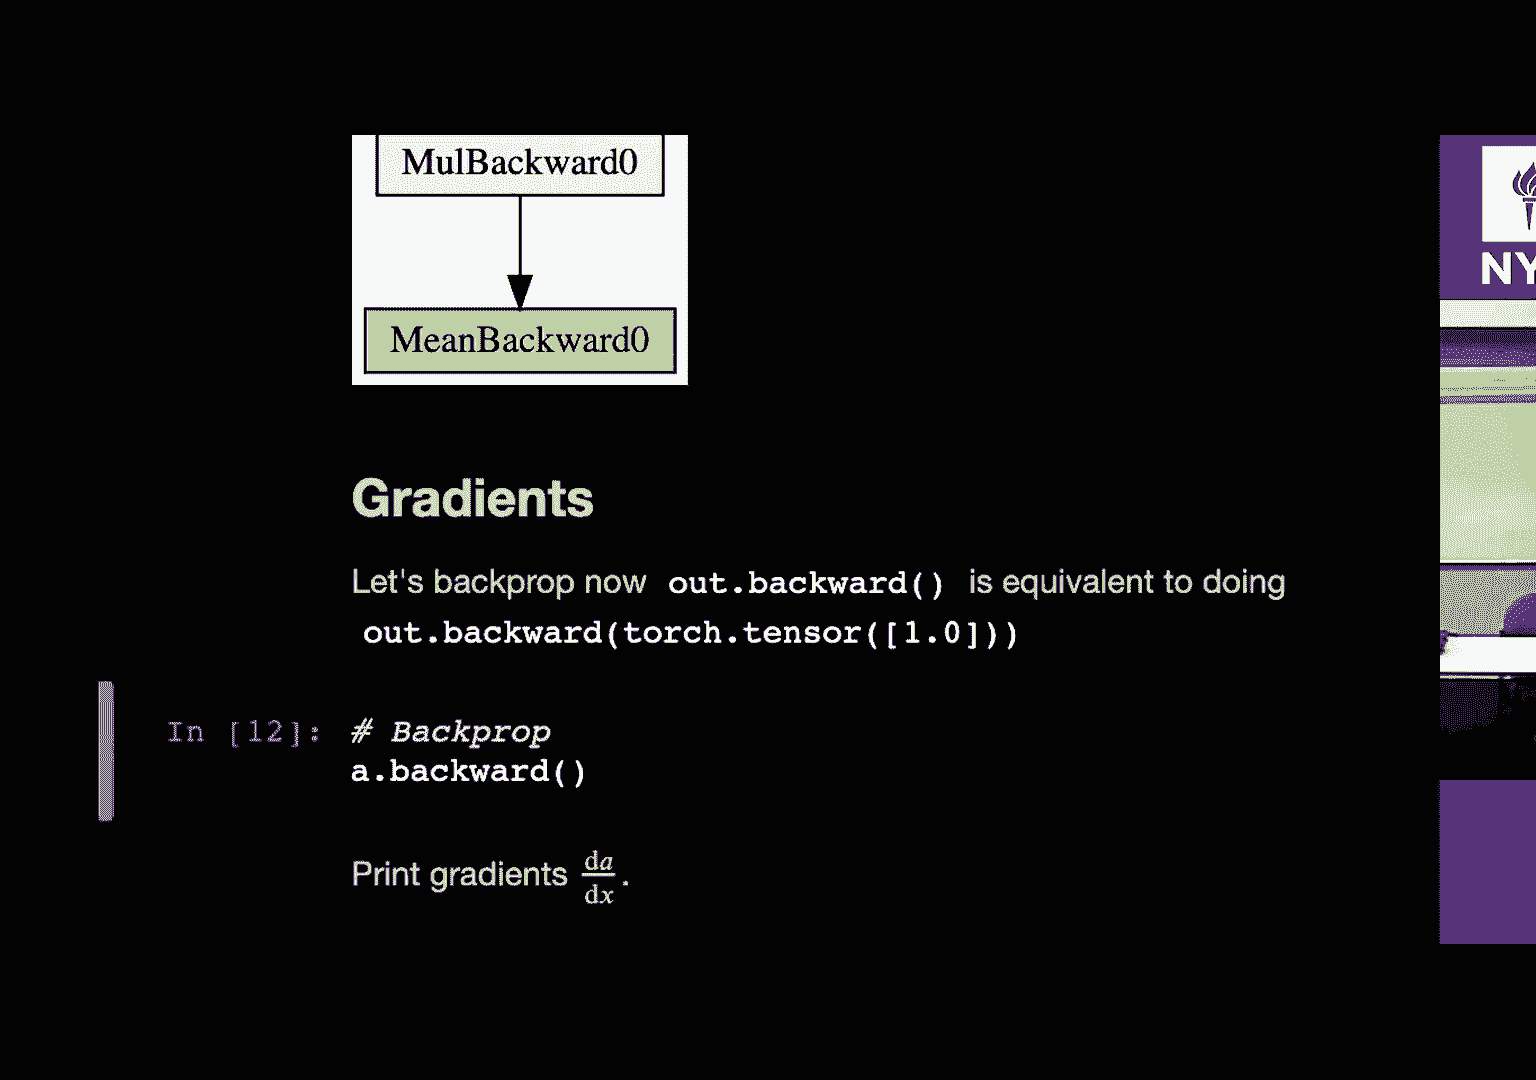 MulBackward0
MeanBackward0
NY
Gradients
Let's backprop now out.backward() is equivalent to doing
out.backward(torch.tensor([1.0]))
In [12]: # Backprop
a.backward()
Print gradients da/dx.